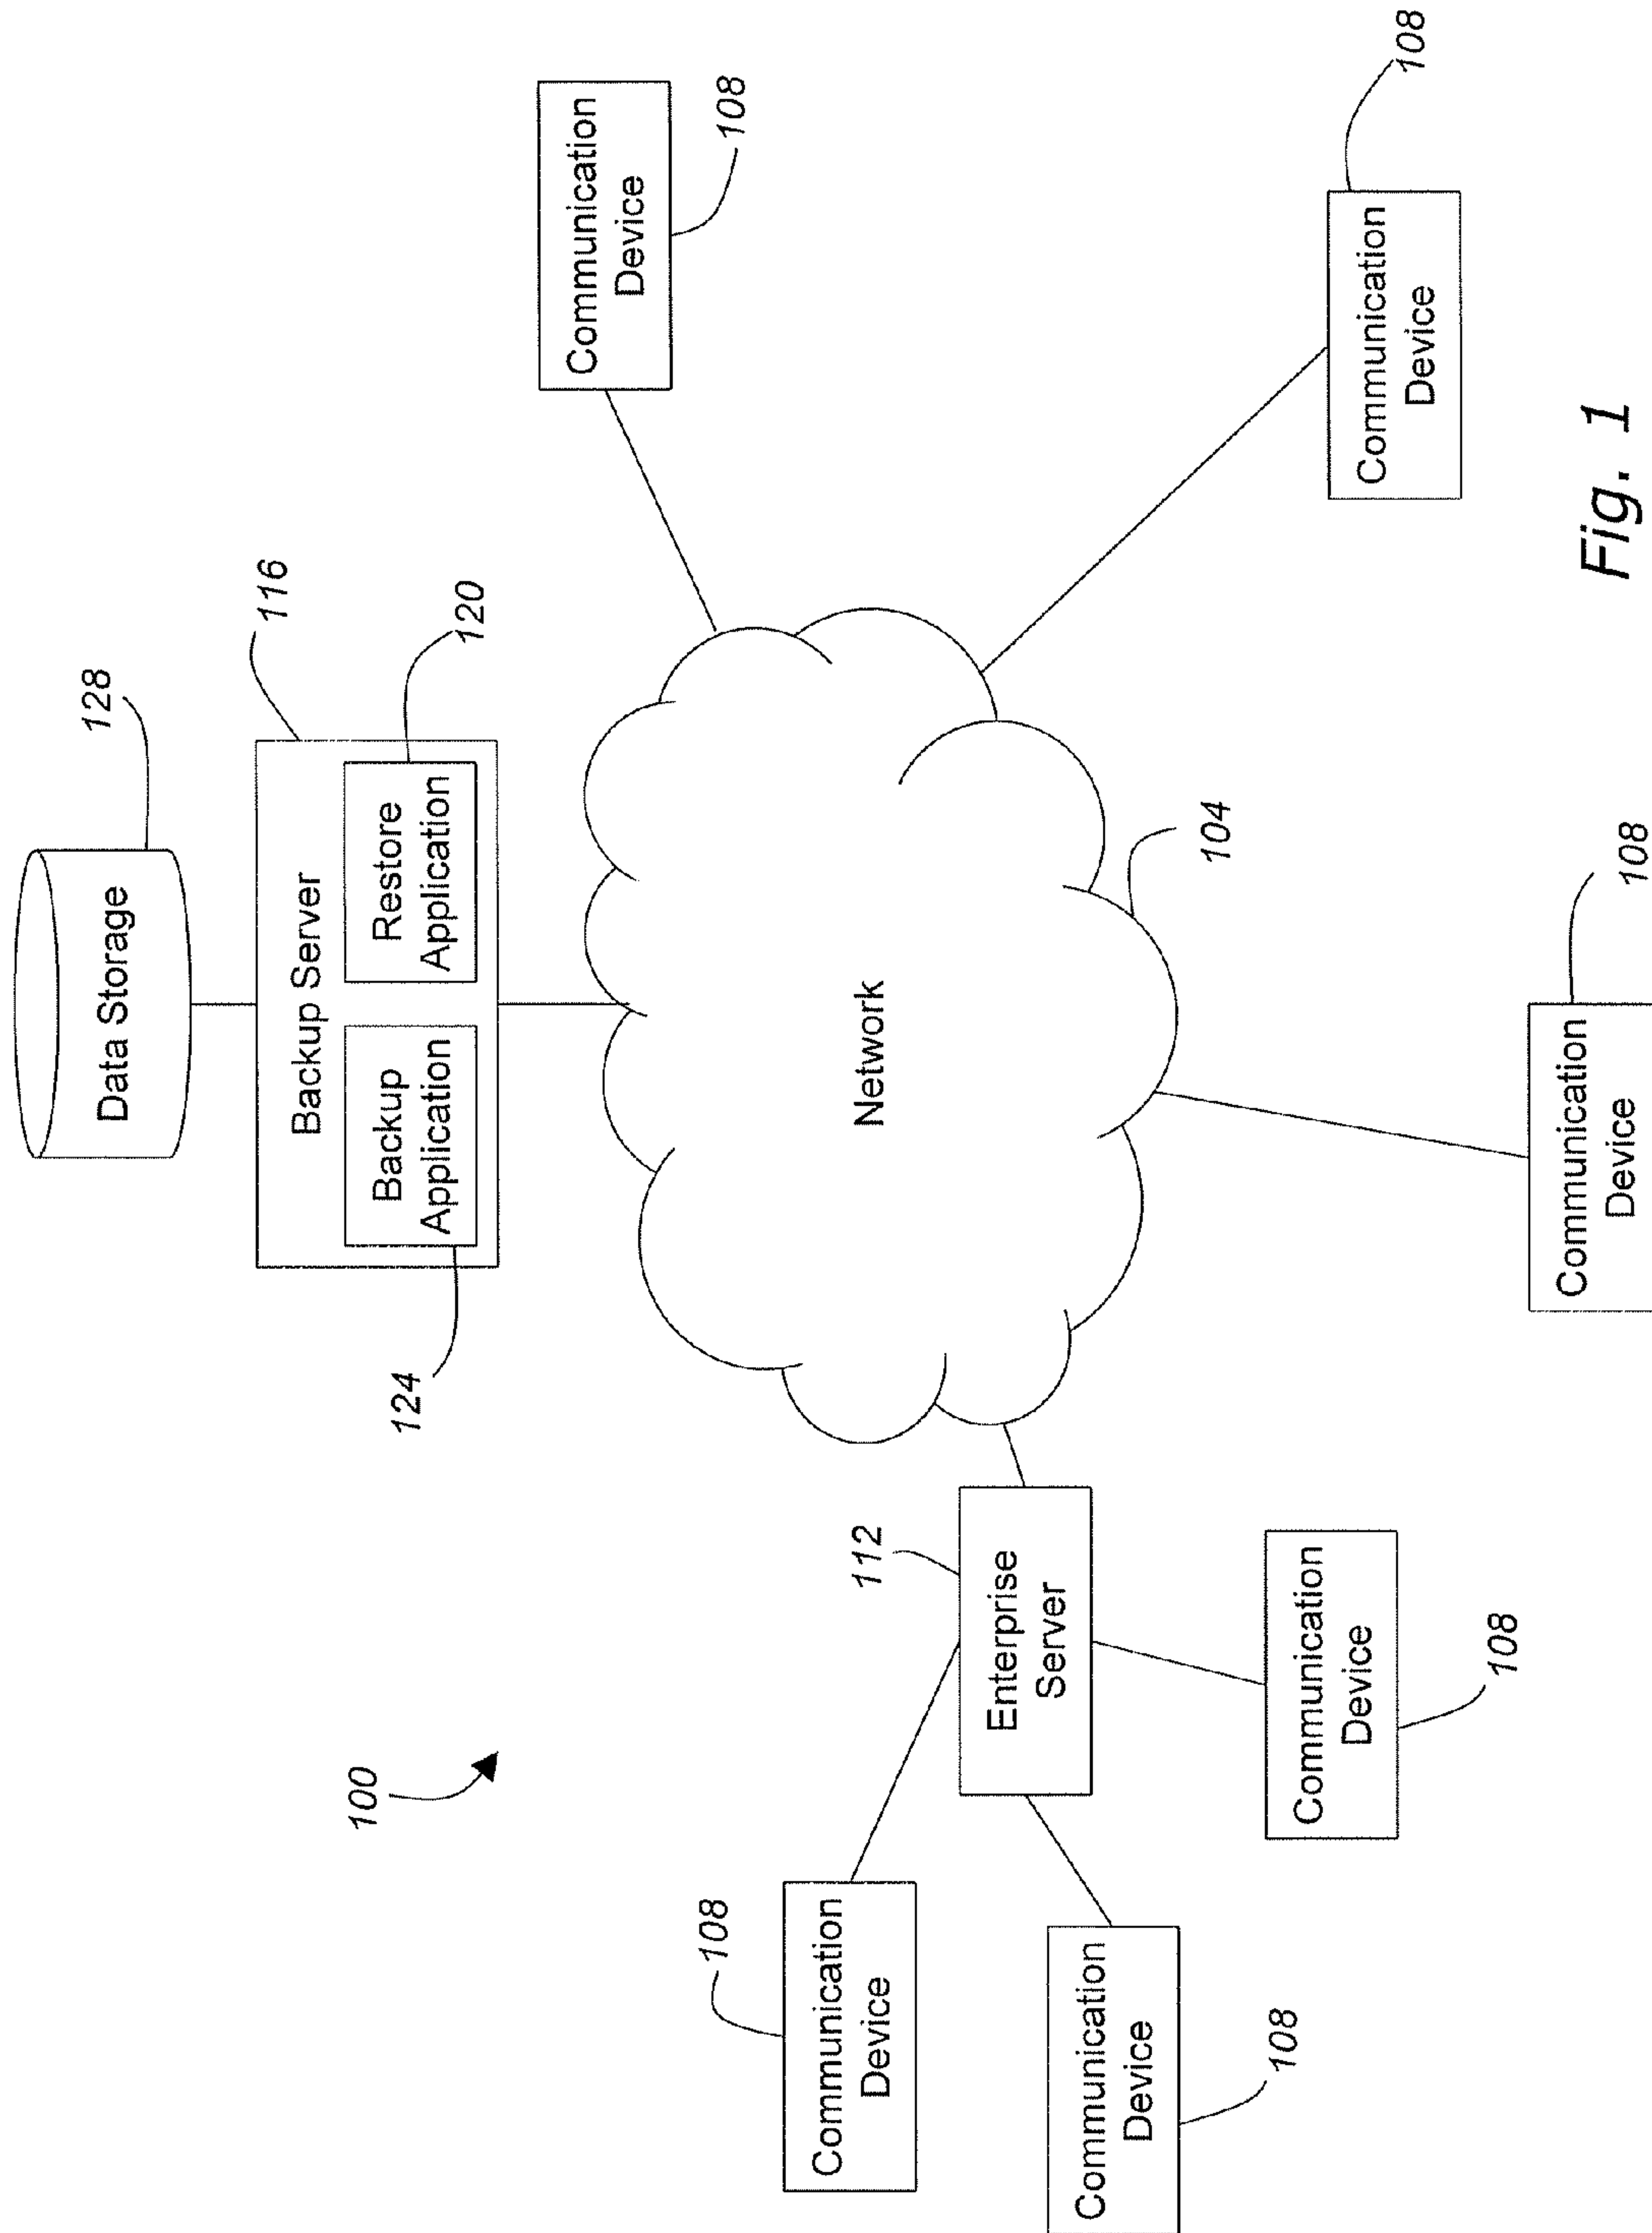 Data Storage
128
Backup Server
116
Backup
Application
124
Restore
Application
120
100
Network
104
Communication
Device
108
Communication
Device
108
Communication
Device
108
Enterprise
Server
112
Communication
Device
108
Communication
Device
108
Communication
Device
108
Fig. 1